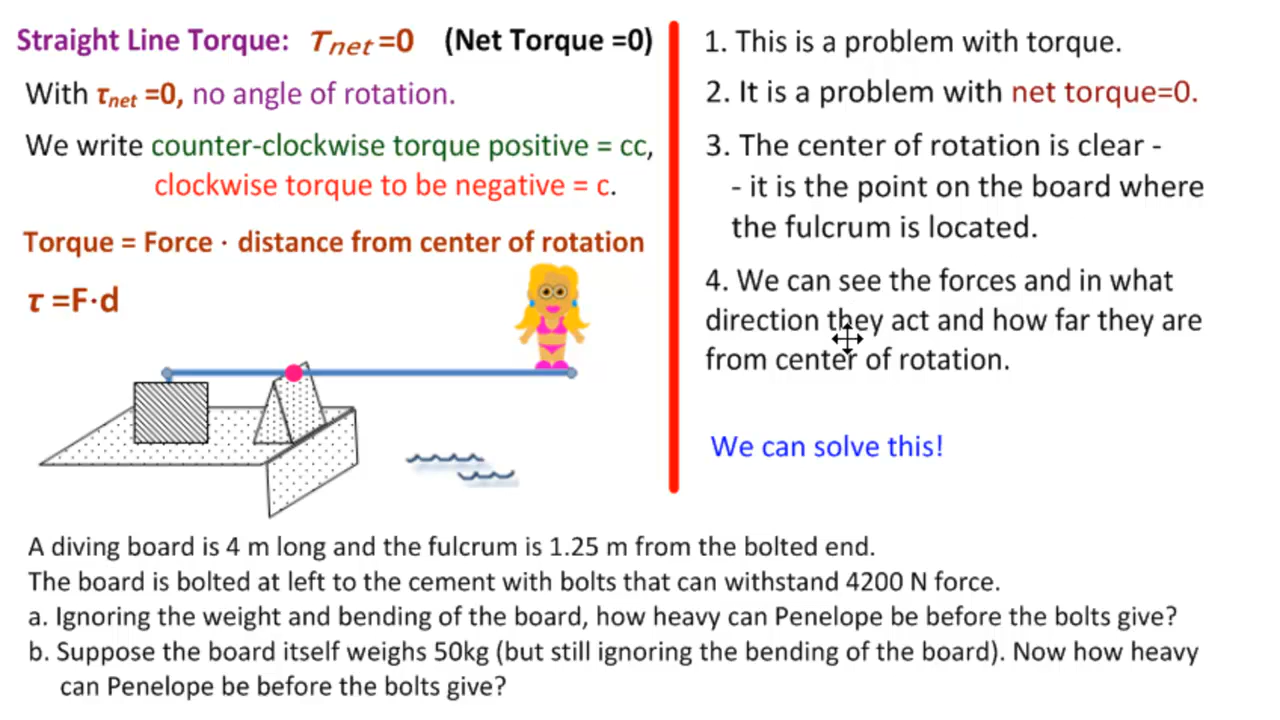 Straight Line Torque: τnet=0 (Net Torque =0)
With τnet =0, no angle of rotation.
We write counter-clockwise torque positive = cc,
clockwise torque to be negative = c.
Torque = Force · distance from center of rotation
τ =F·d
1. This is a problem with torque.
2. It is a problem with net torque=0.
3. The center of rotation is clear -
- it is the point on the board where
the fulcrum is located.
4. We can see the forces and in what
direction they act and how far they are
from center of rotation.
We can solve this!
A diving board is 4 m long and the fulcrum is 1.25 m from the bolted end.
The board is bolted at left to the cement with bolts that can withstand 4200 N force.
a. Ignoring the weight and bending of the board, how heavy can Penelope be before the bolts give?
b. Suppose the board itself weighs 50kg (but still ignoring the bending of the board). Now how heavy
can Penelope be before the bolts give?